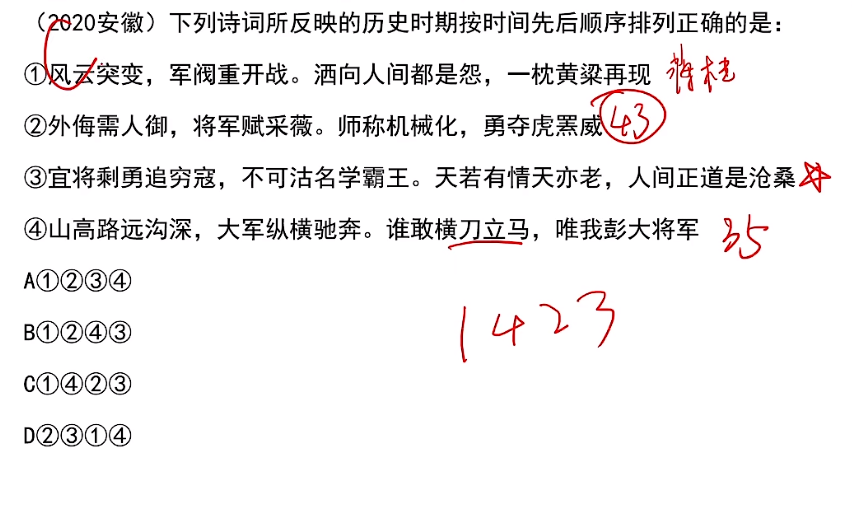 （2020安徽）下列诗词所反映的历史时期按时间先后顺序排列正确的是：
①风云突变，军阀重开战。洒向人间都是怨，一枕黄粱再现 蒋桂
②外侮需人御，将军赋采薇。师称机械化，勇夺虎罴威 43
③宜将剩勇追穷寇，不可沽名学霸王。天若有情天亦老，人间正道是沧桑
④山高路远沟深，大军纵横驰奔。谁敢横刀立马，唯我彭大将军 35
A①②③④
1423
B①②④③
C①④②③
D②③①④